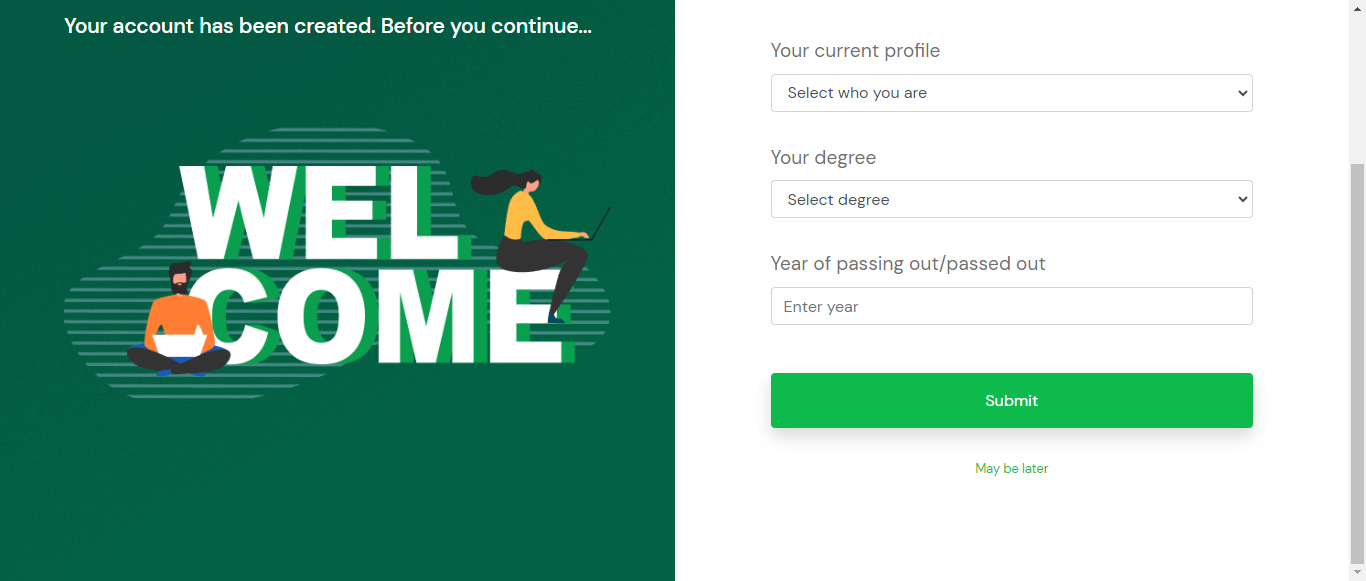 Your account has been created. Before you continue...
WEL
COME
Your current profile
Select who you are
Your degree
Select degree
Year of passing out/passed out
Enter year
Submit
May be later